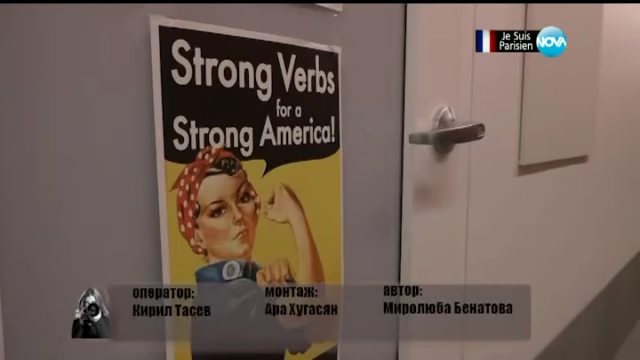 Je Suis
Parisien
NOVA
Strong Verbs
for a
Strong America!
оператор:
Кирил Тасев
монтаж:
Ара Хугасян
автор:
Миролюба Бенатова